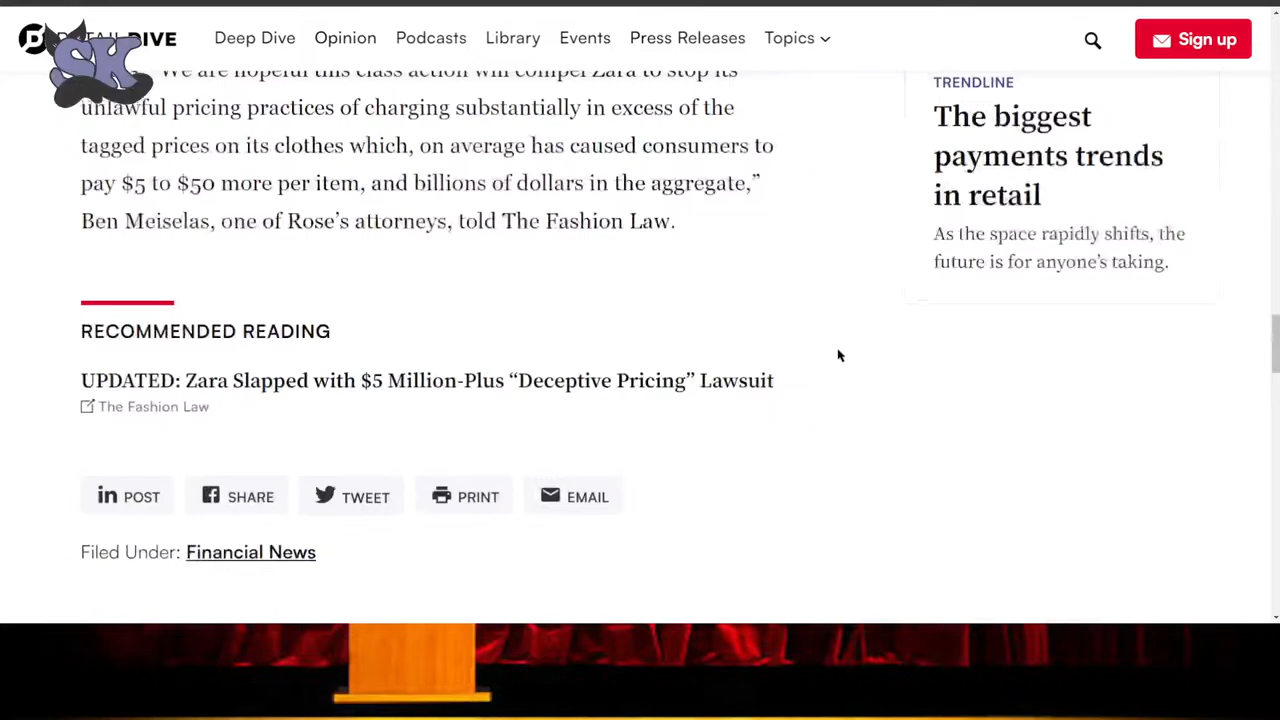 DIVE
Deep Dive
Opinion
Podcasts
Library
Events
Press Releases
Topics
Sign up
SK
We are hopeful this class action will compel Zara to stop its
unlawful pricing practices of charging substantially in excess of the
tagged prices on its clothes which, on average has caused consumers to
pay $5 to $50 more per item, and billions of dollars in the aggregate,”
Ben Meiselas, one of Rose’s attorneys, told The Fashion Law.
RECOMMENDED READING
UPDATED: Zara Slapped with $5 Million-Plus “Deceptive Pricing” Lawsuit
The Fashion Law
in POST
SHARE
TWEET
PRINT
EMAIL
Filed Under: Financial News
TRENDLINE
The biggest
payments trends
in retail
As the space rapidly shifts, the
future is for anyone’s taking.